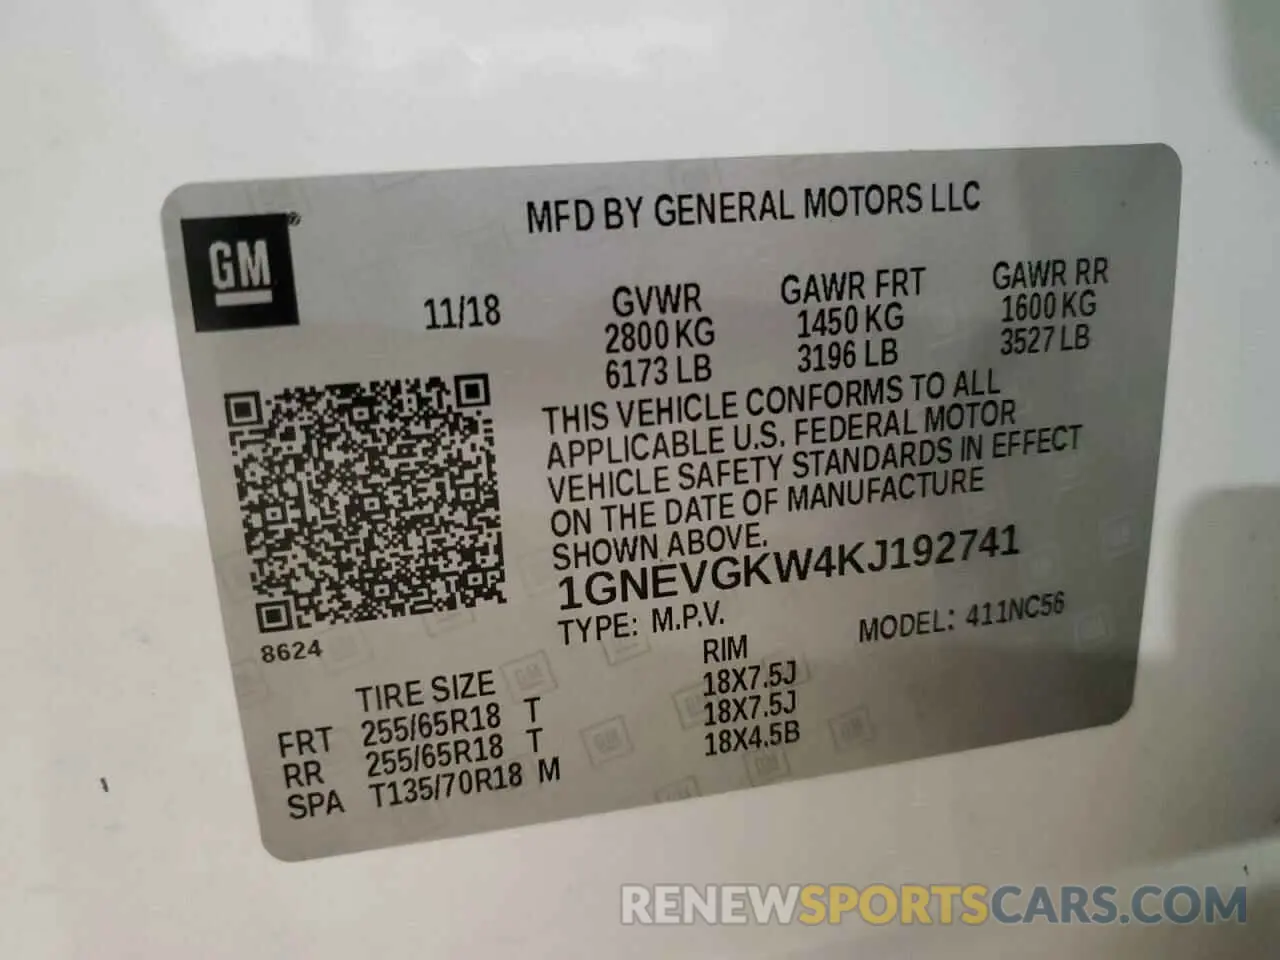 MFD BY GENERAL MOTORS LLC
GM®
11/18
GVWR GAWR FRT GAWR RR
2800 KG 1450 KG 1600 KG
6173 LB 3196 LB 3527 LB
THIS VEHICLE CONFORMS TO ALL
APPLICABLE U.S. FEDERAL MOTOR
VEHICLE SAFETY STANDARDS IN EFFECT
ON THE DATE OF MANUFACTURE
SHOWN ABOVE.
1GNEVGKW4KJ192741
TYPE: M.P.V. MODEL: 411NC56
8624
TIRE SIZE RIM
FRT 255/65R18 T 18X7.5J
RR 255/65R18 T 18X7.5J
SPA T135/70R18 M 18X4.5B
RENEWSPORTSCARS.COM